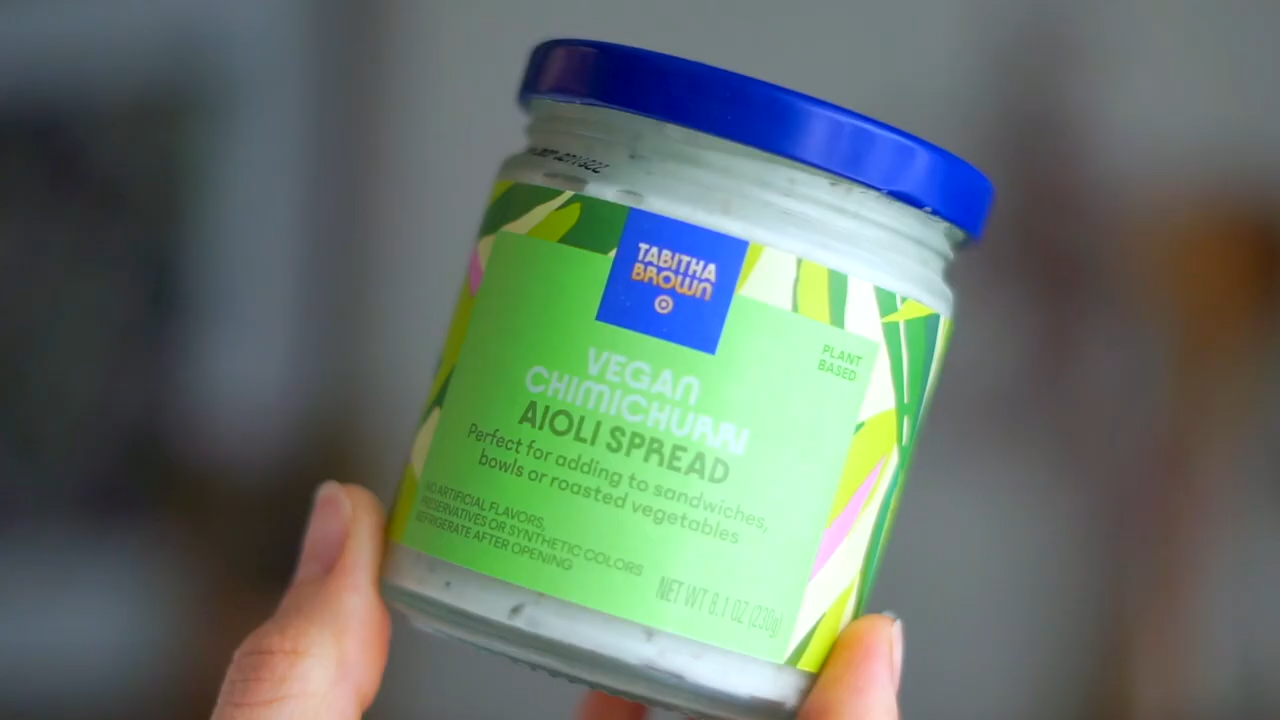 TABITHA
BROWN
PLANT
BASED
VEGAN
CHIMICHURRI
AIOLI SPREAD
Perfect for adding to sandwiches,
bowls or roasted vegetables
NO ARTIFICIAL FLAVORS,
PRESERVATIVES OR SYNTHETIC COLORS
REFRIGERATE AFTER OPENING
NET WT 8.1 OZ (230g)